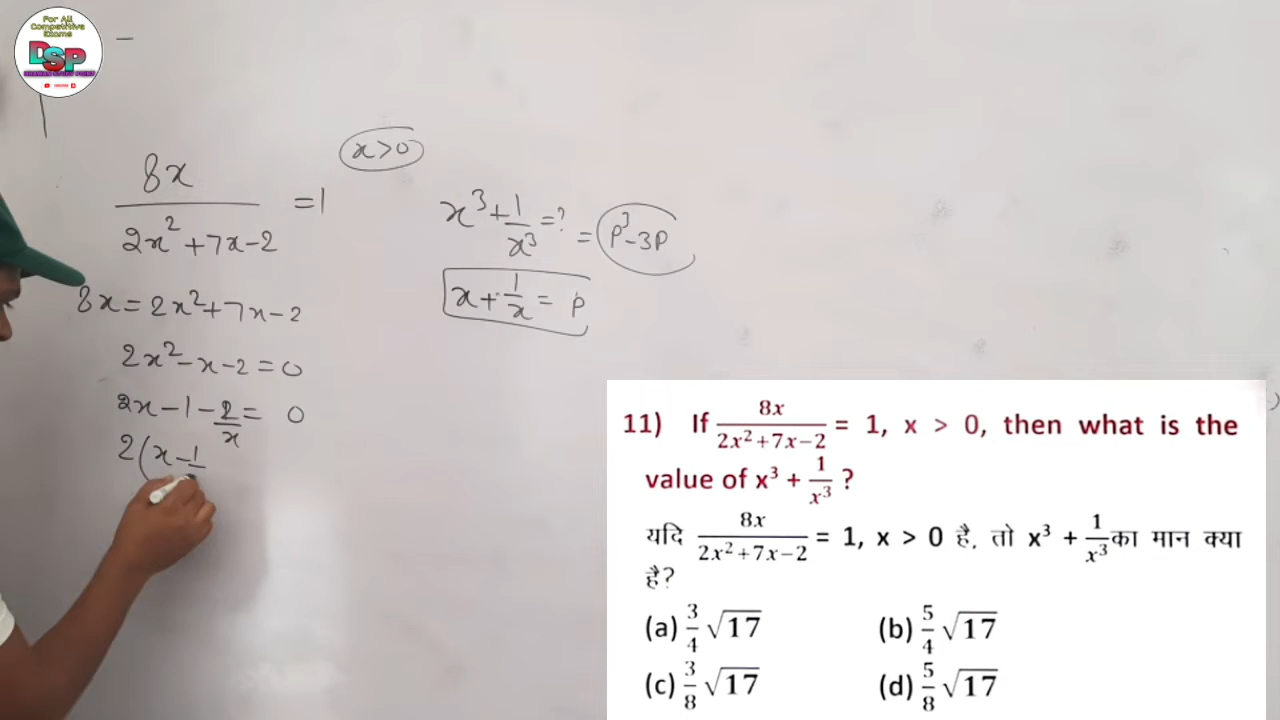 For All
Competitive
Exams
DSP
8x / 2x² + 7x - 2 = 1
x > 0
8x = 2x² + 7x - 2
2x² - x - 2 = 0
2x - 1 - 2/x = 0
2(x - 1/
x³ + 1/x³ = ? = P³ - 3P
x + 1/x = P
11) If 8x / 2x²+7x−2 = 1, x > 0, then what is the
value of x³ + 1/x³ ?
यदि 8x / 2x²+7x−2 = 1, x > 0 है, तो x³ + 1/x³ का मान क्या
है?
(a) 3/4 √17 (b) 5/4 √17
(c) 3/8 √17 (d) 5/8 √17